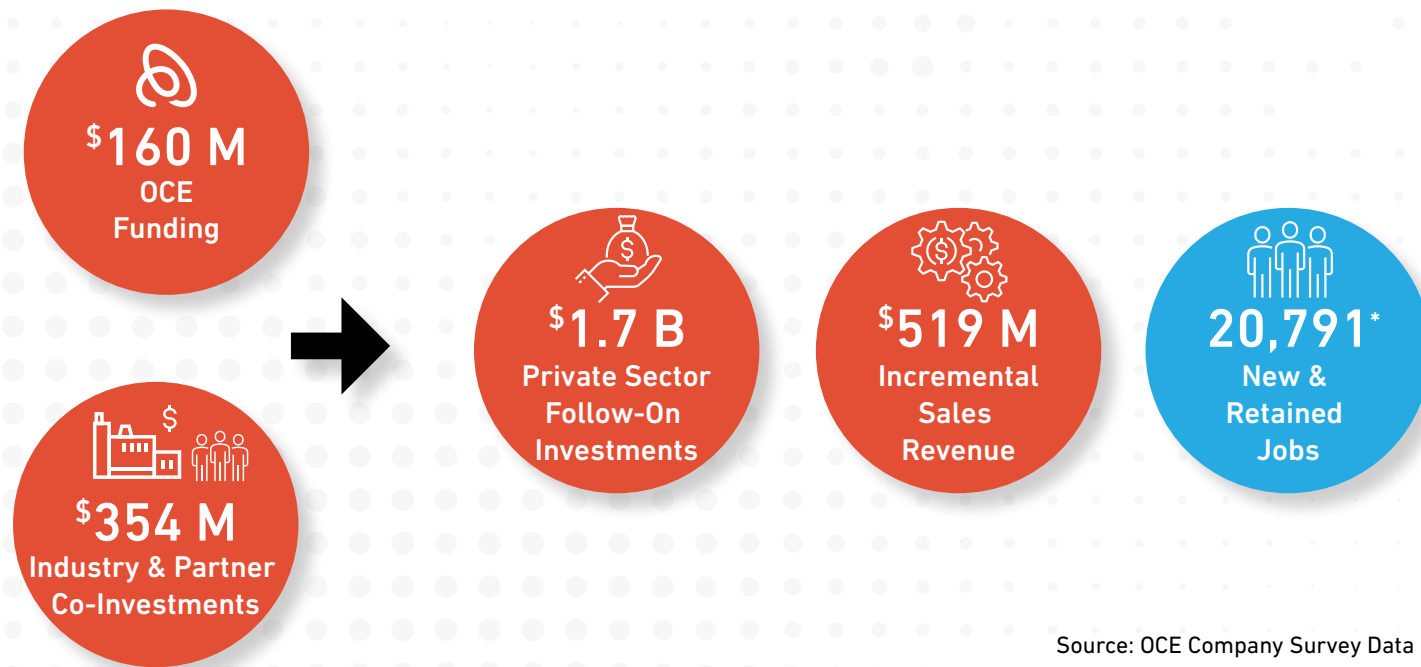 $160 M
OCE
Funding
$
$354 M
Industry & Partner
Co-Investments
$
$1.7 B
Private Sector
Follow-On
Investments
$
$519 M
Incremental
Sales
Revenue
20,791*
New &
Retained
Jobs
Source: OCE Company Survey Data